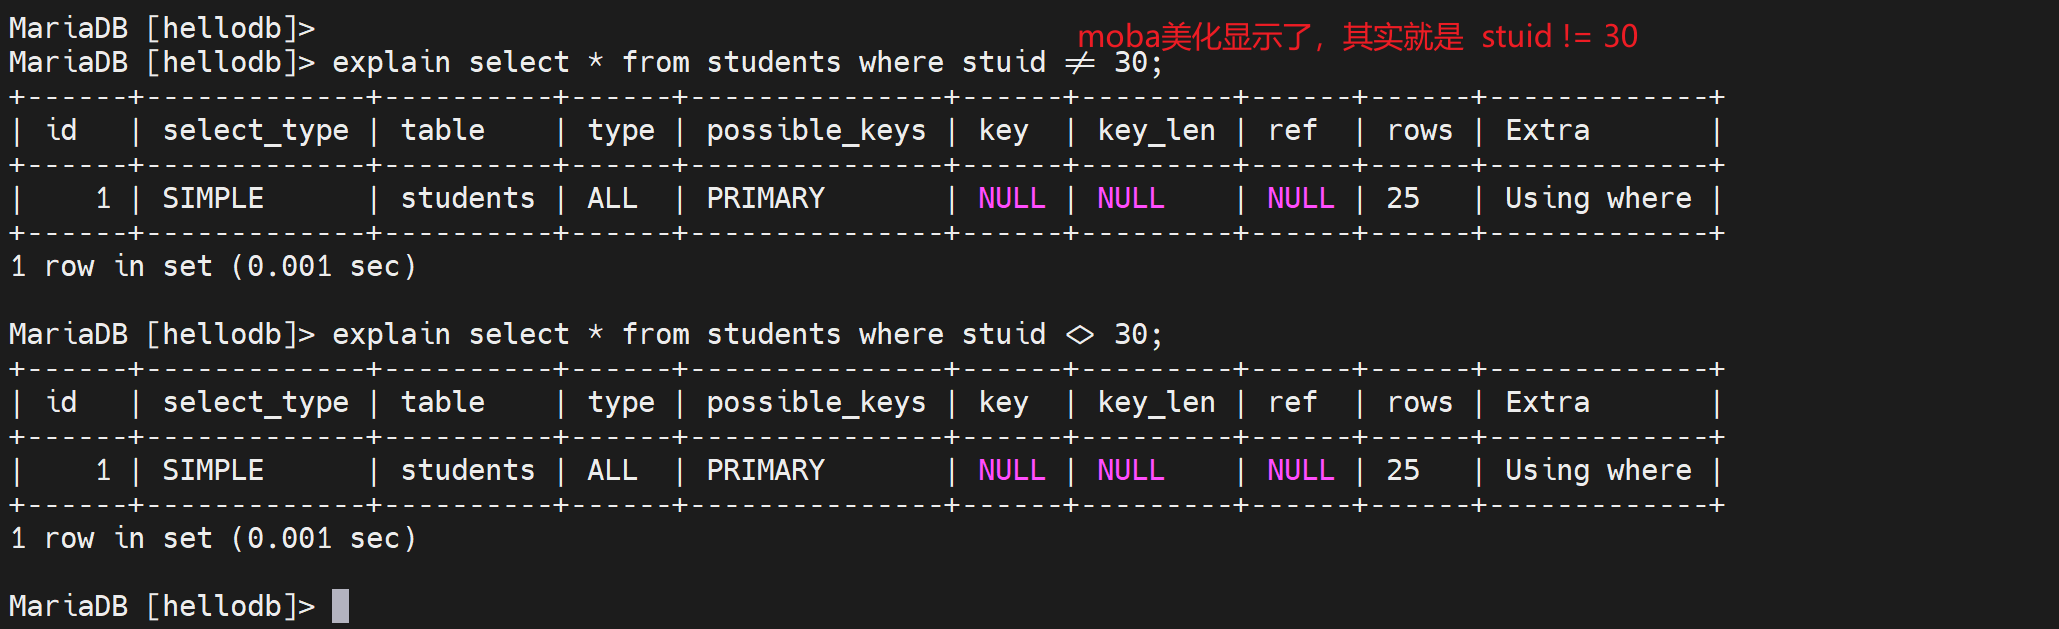 MariaDB [hellodb]>
moba美化显示了，其实就是 stuid != 30
MariaDB [hellodb]> explain select * from students where stuid ≠ 30;
+------+-------------+----------+------+---------------+------+---------+------+------+-------------+
| id   | select_type | table    | type | possible_keys | key  | key_len | ref  | rows | Extra       |
+------+-------------+----------+------+---------------+------+---------+------+------+-------------+
|    1 | SIMPLE      | students | ALL  | PRIMARY       | NULL | NULL    | NULL | 25   | Using where |
+------+-------------+----------+------+---------------+------+---------+------+------+-------------+
1 row in set (0.001 sec)
MariaDB [hellodb]> explain select * from students where stuid <> 30;
+------+-------------+----------+------+---------------+------+---------+------+------+-------------+
| id   | select_type | table    | type | possible_keys | key  | key_len | ref  | rows | Extra       |
+------+-------------+----------+------+---------------+------+---------+------+------+-------------+
|    1 | SIMPLE      | students | ALL  | PRIMARY       | NULL | NULL    | NULL | 25   | Using where |
+------+-------------+----------+------+---------------+------+---------+------+------+-------------+
1 row in set (0.001 sec)
MariaDB [hellodb]>